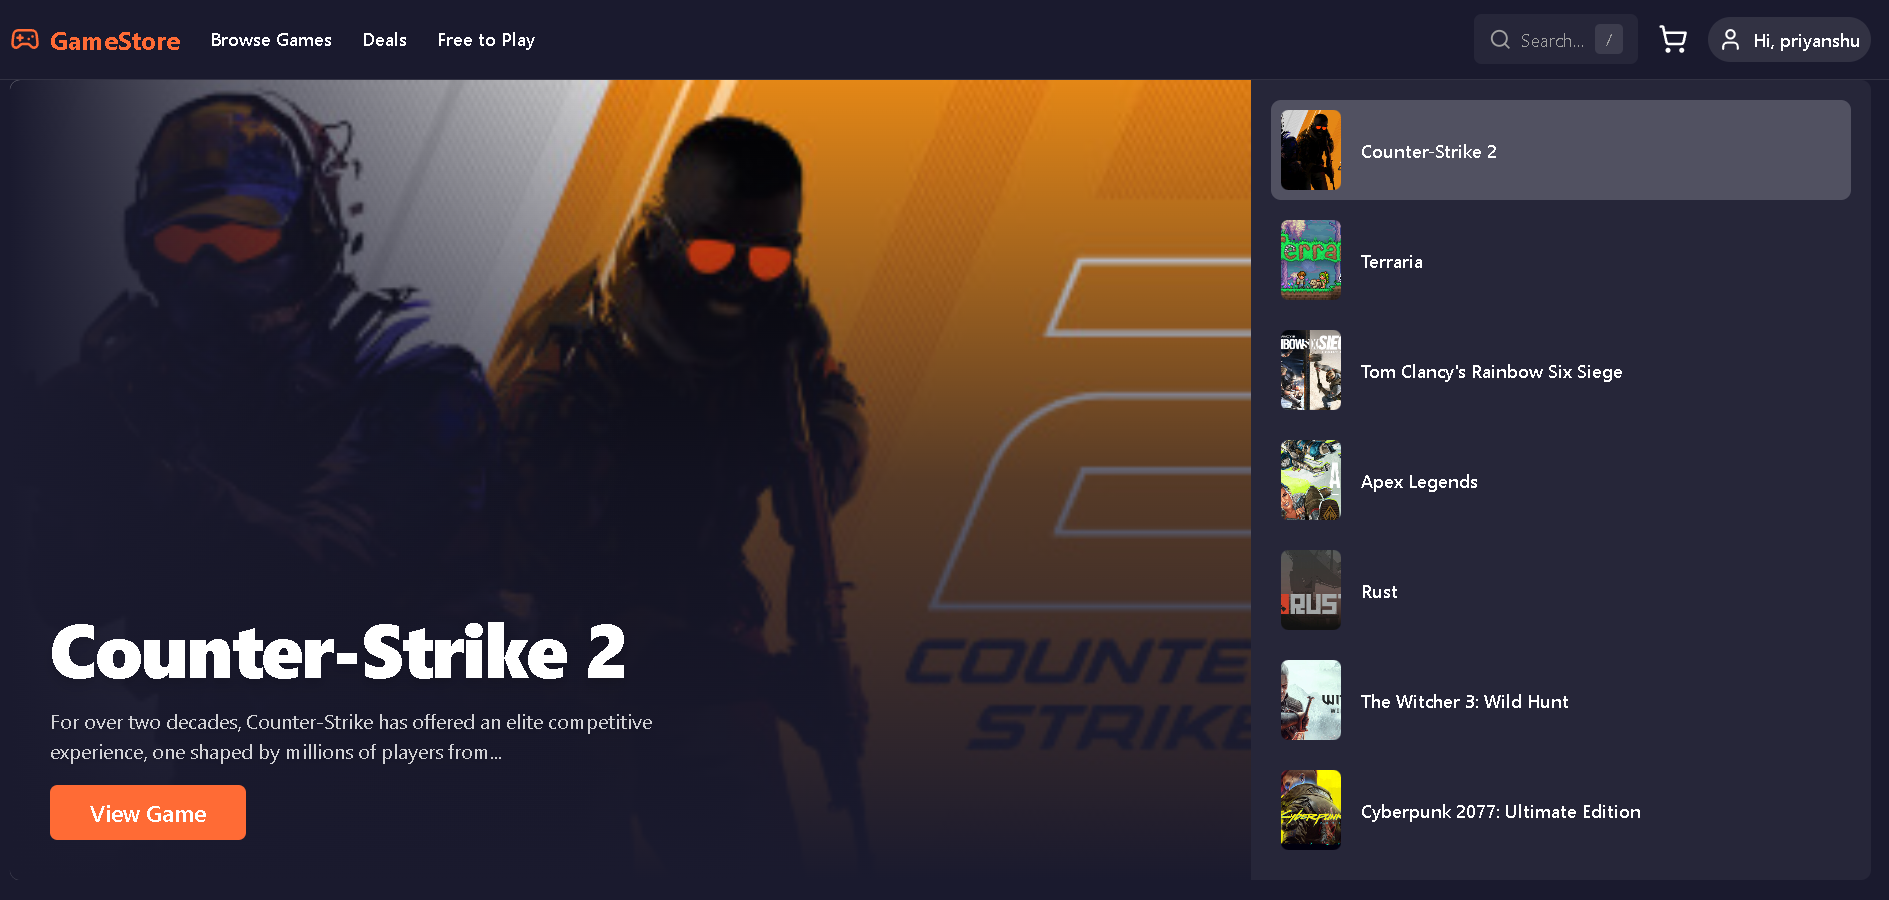 GameStore
Browse Games
Deals
Free to Play
Search...
/
Hi, priyanshu
COUNTER
STRIKE
Counter-Strike 2
For over two decades, Counter-Strike has offered an elite competitive
experience, one shaped by millions of players from...
View Game
Counter-Strike 2
Terraria
Tom Clancy's Rainbow Six Siege
Apex Legends
RUST
Rust
The Witcher 3: Wild Hunt
Cyberpunk 2077: Ultimate Edition